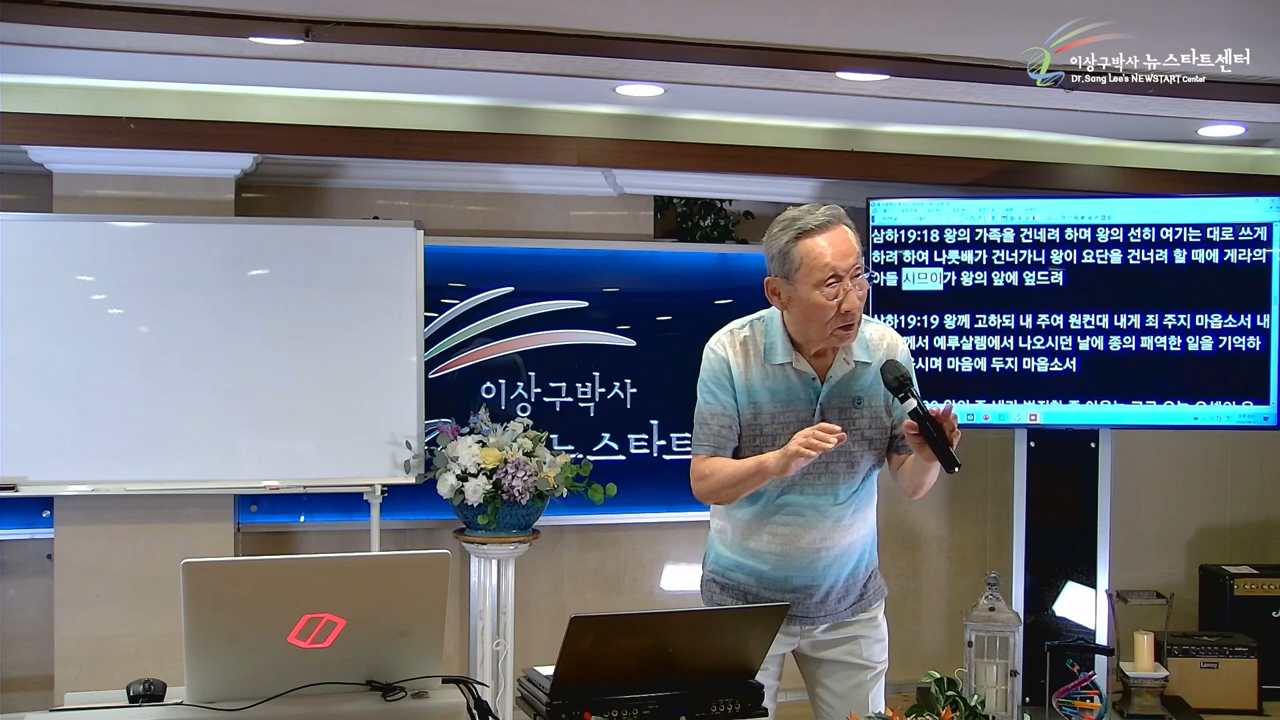 이상구박사 뉴스타트센터
Dr.Sang Lee's NEWSTART Center
삼하19:18 왕의 가족을 건네려 하며 왕의 선히 여기는 대로 쓰게
하려 하여 나룻배가 건너가니 왕이 요단을 건너려 할 때에 게라의
아들 시므이가 왕의 앞에 엎드려
삼하19:19 왕께 고하되 내 주여 원컨대 내게 죄 주지 마옵소서 내
께서 예루살렘에서 나오시던 날에 종의 패역한 일을 기억하
시며 마음에 두지 마옵소서
이상구박사
뉴스타트
Laney